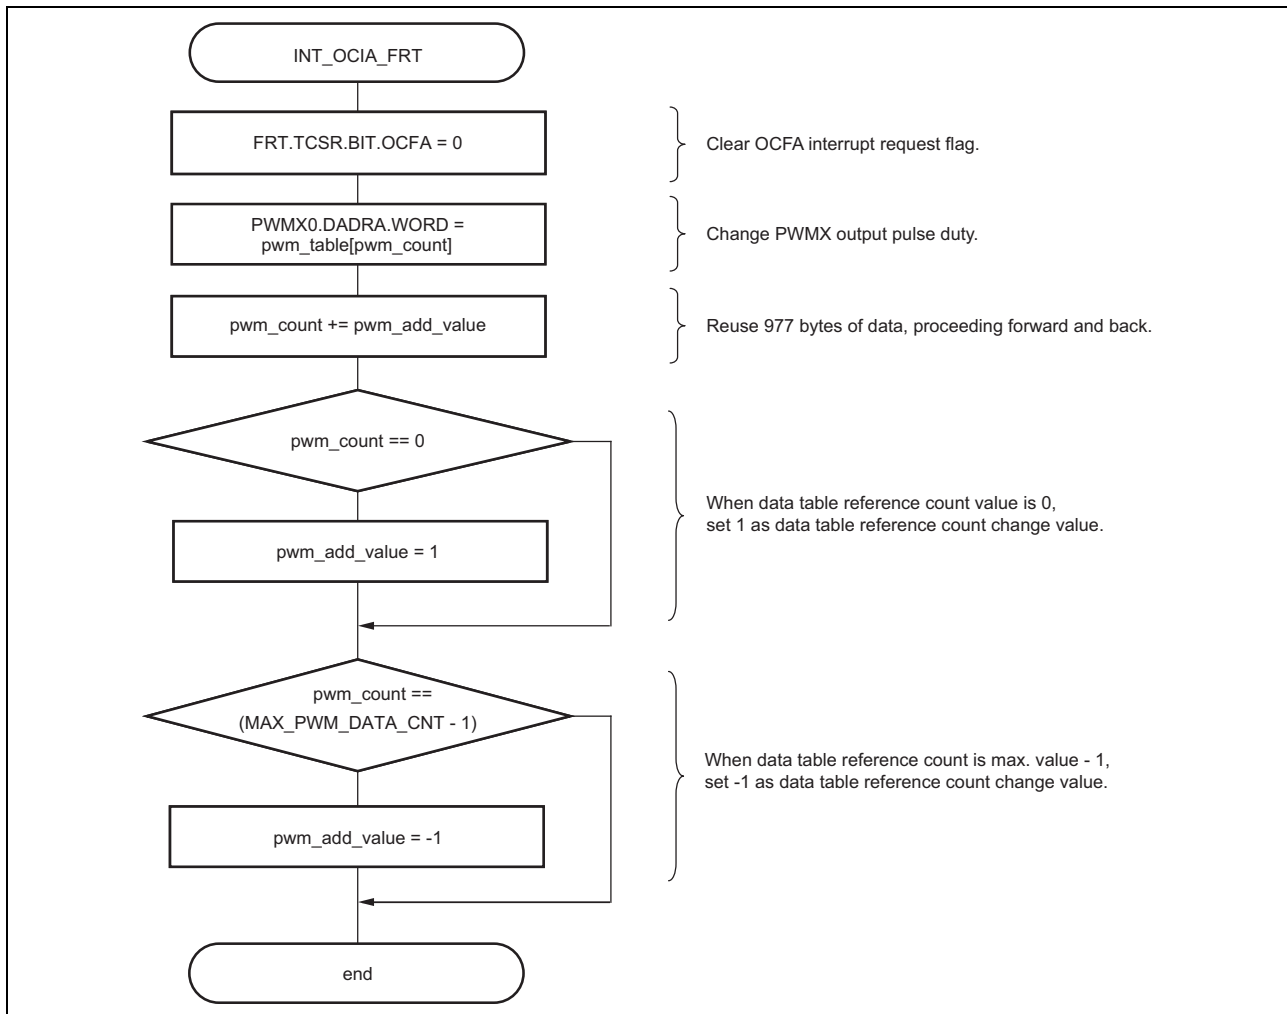 INT_OCIA_FRT
FRT.TCSR.BIT.OCFA = 0
Clear OCFA interrupt request flag.
PWMX0.DADRA.WORD =
pwm_table[pwm_count]
Change PWMX output pulse duty.
pwm_count += pwm_add_value
Reuse 977 bytes of data, proceeding forward and back.
pwm_count == 0
When data table reference count value is 0,
set 1 as data table reference count change value.
pwm_add_value = 1
pwm_count ==
(MAX_PWM_DATA_CNT - 1)
When data table reference count is max. value - 1,
set -1 as data table reference count change value.
pwm_add_value = -1
end